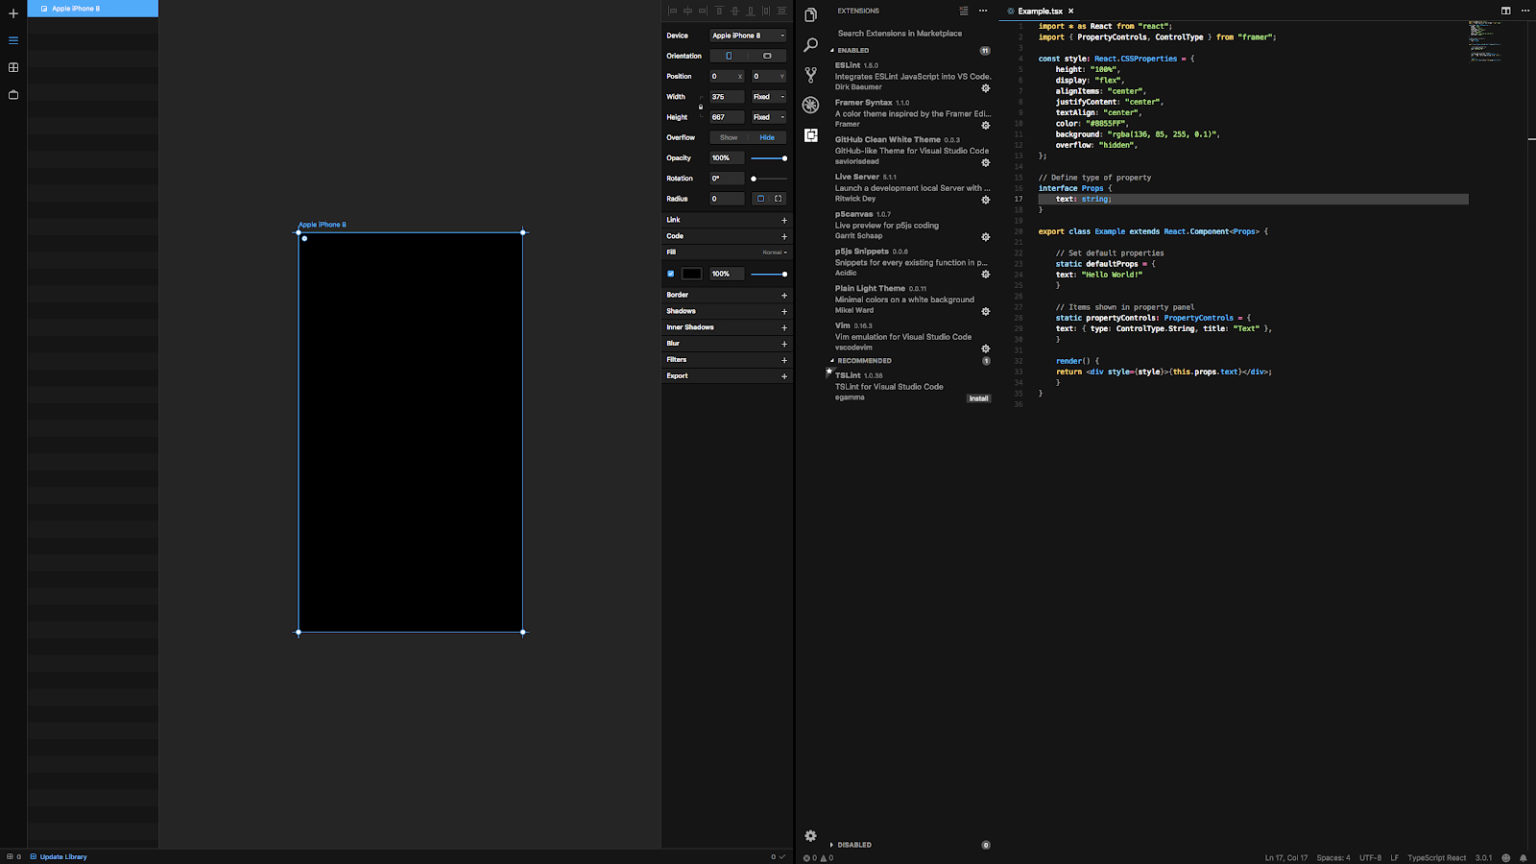 Apple iPhone 8
Apple iPhone 8
0
Update Library
0
Device
Apple iPhone 8
Orientation
Position
0 X
0 Y
Width
375
Fixed
Height
667
Fixed
Overflow
Show
Hide
Opacity
100%
Rotation
0°
Radius
0
Link
Code
Fill
Normal
100%
Border
Shadows
Inner Shadows
Blur
Filters
Export
EXTENSIONS
Search Extensions in Marketplace
ENABLED
11
ESLint 1.5.0
Integrates ESLint JavaScript into VS Code.
Dirk Baeumer
Framer Syntax 1.1.0
A color theme inspired by the Framer Edi...
Framer
GitHub Clean White Theme 0.0.3
GitHub-like Theme for Visual Studio Code
saviorisdead
Live Server 5.1.1
Launch a development local Server with ...
Ritwick Dey
p5canvas 1.0.7
Live preview for p5js coding
Garrit Schaap
p5js Snippets 0.0.6
Snippets for every existing function in p...
Acidic
Plain Light Theme 0.0.11
Minimal colors on a white background
Mikel Ward
Vim 0.16.3
Vim emulation for Visual Studio Code
vscodevim
RECOMMENDED
1
TSLint 1.0.38
TSLint for Visual Studio Code
egamma
Install
DISABLED
0
Example.tsx
1 import * as React from "react";
2 import { PropertyControls, ControlType } from "framer";
3
4 const style: React.CSSProperties = {
5 height: "100%",
6 display: "flex",
7 alignItems: "center",
8 justifyContent: "center",
9 textAlign: "center",
10 color: "#8855FF",
11 background: "rgba(136, 85, 255, 0.1)",
12 overflow: "hidden",
13 };
14
15 // Define type of property
16 interface Props {
17 text: string;
18 }
19
20 export class Example extends React.Component<Props> {
21
22 // Set default properties
23 static defaultProps = {
24 text: "Hello World!"
25 }
26
27 // Items shown in property panel
28 static propertyControls: PropertyControls = {
29 text: { type: ControlType.String, title: "Text" },
30 }
31
32 render() {
33 return <div style={style}>{this.props.text}</div>;
34 }
35 }
36
0 0
Ln 17, Col 17
Spaces: 4
UTF-8
LF
TypeScript React
3.0.1